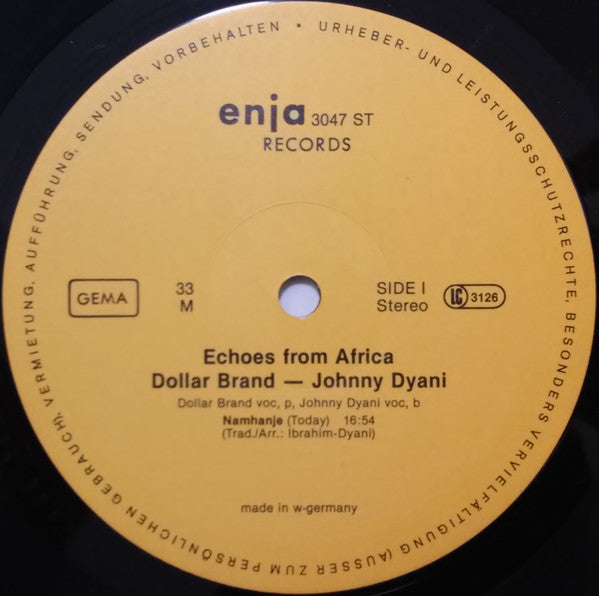 URHEBER- UND LEISTUNGSSCHUTZRECHTE, BESONDERS VERVIELFÄLTIGUNG (AUSSER ZUM PERSÖNLICHEN GEBRAUCH), VERMIETUNG, AUFFÜHRUNG, SENDUNG, VORBEHALTEN •
enja 3047 ST
RECORDS
GEMA
33
M
SIDE I
Stereo
LC 3126
Echoes from Africa
Dollar Brand — Johnny Dyani
Dollar Brand voc, p, Johnny Dyani voc, b
Namhanje (Today) 16:54
(Trad./Arr.: Ibrahim-Dyani)
made in w-germany